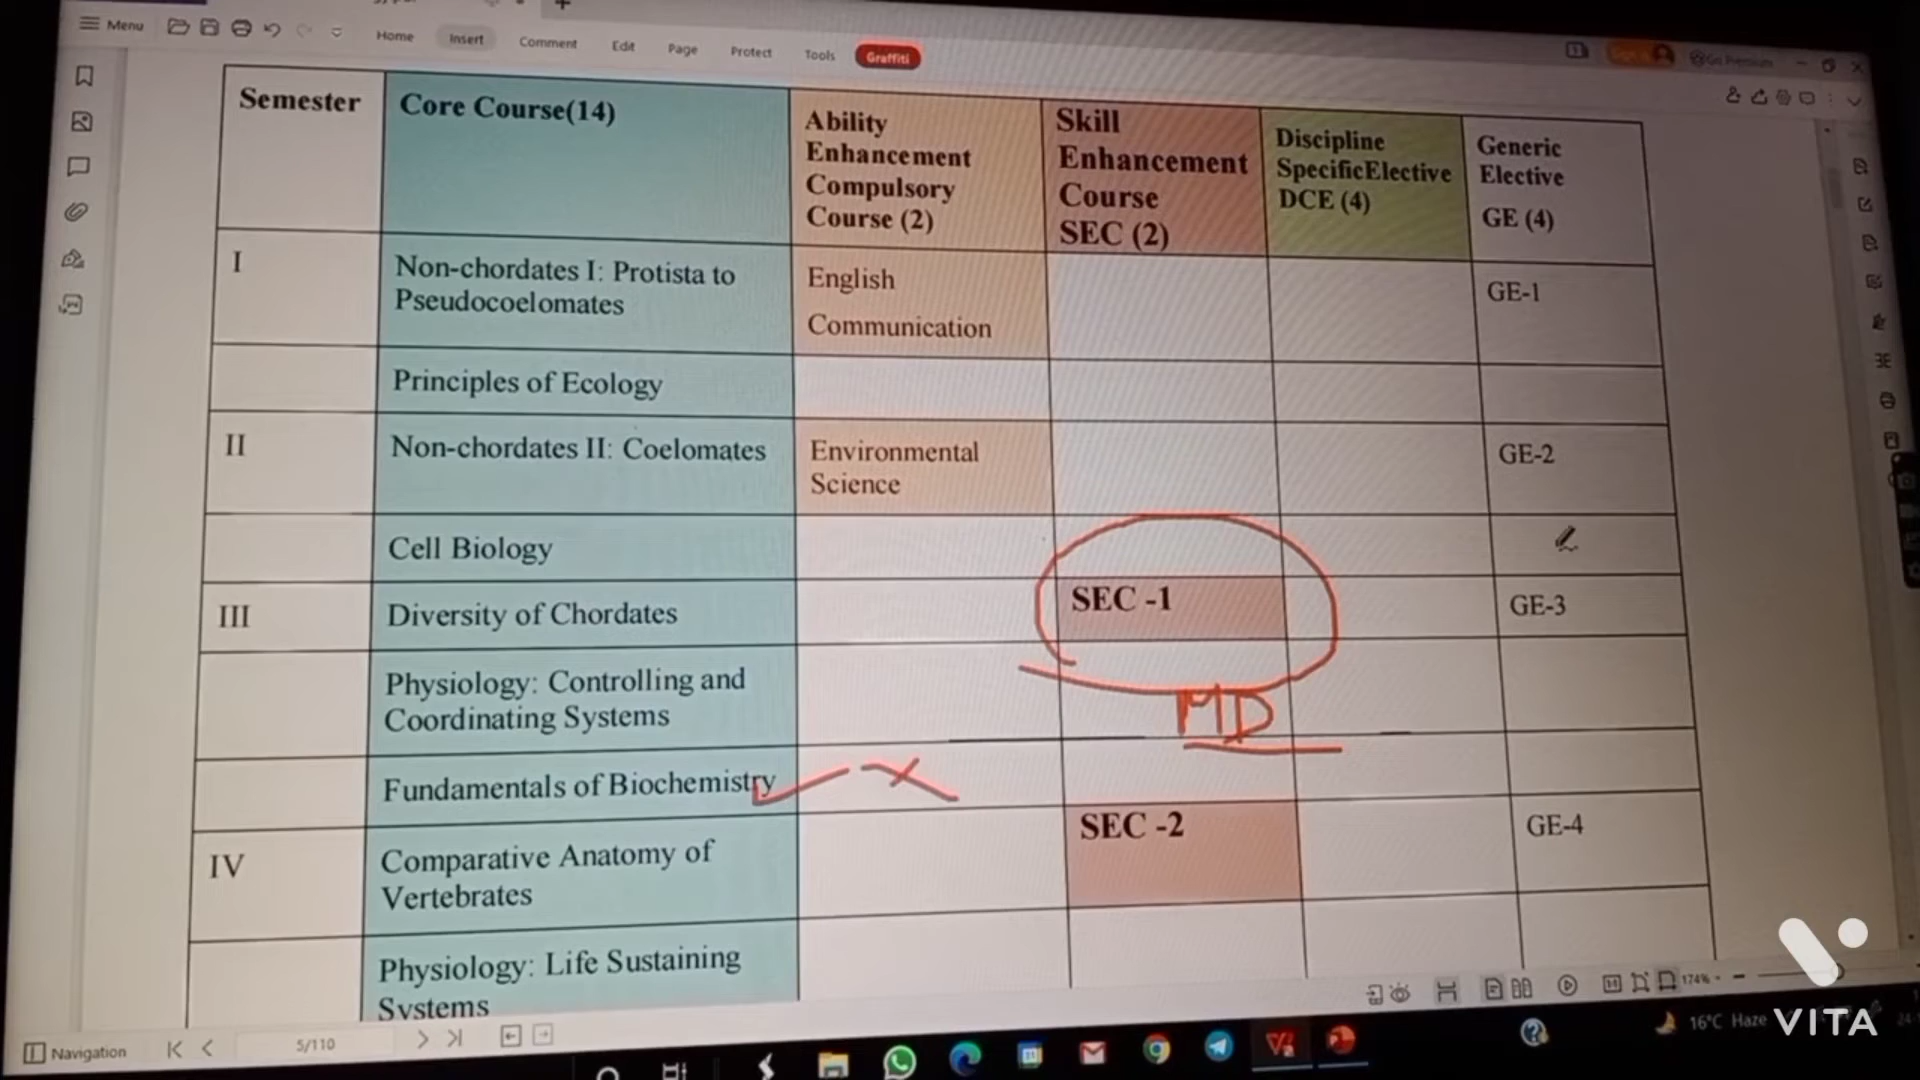 Menu
Home
Insert
Comment
Edit
Page
Protect
Tools
Graffiti
Go Premium
Semester
Core Course(14)
Ability
Enhancement
Compulsory
Course (2)
Skill
Enhancement
Course
SEC (2)
Discipline
SpecificElective
DCE (4)
Generic
Elective
GE (4)
I
Non-chordates I: Protista to
Pseudocoelomates
English
Communication
GE-1
Principles of Ecology
II
Non-chordates II: Coelomates
Environmental
Science
GE-2
Cell Biology
III
Diversity of Chordates
SEC -1
GE-3
Physiology: Controlling and
Coordinating Systems
MD
Fundamentals of Biochemistry
IV
Comparative Anatomy of
Vertebrates
SEC -2
GE-4
Physiology: Life Sustaining
Systems
174%
Navigation
5/110
16°C Haze
VITA